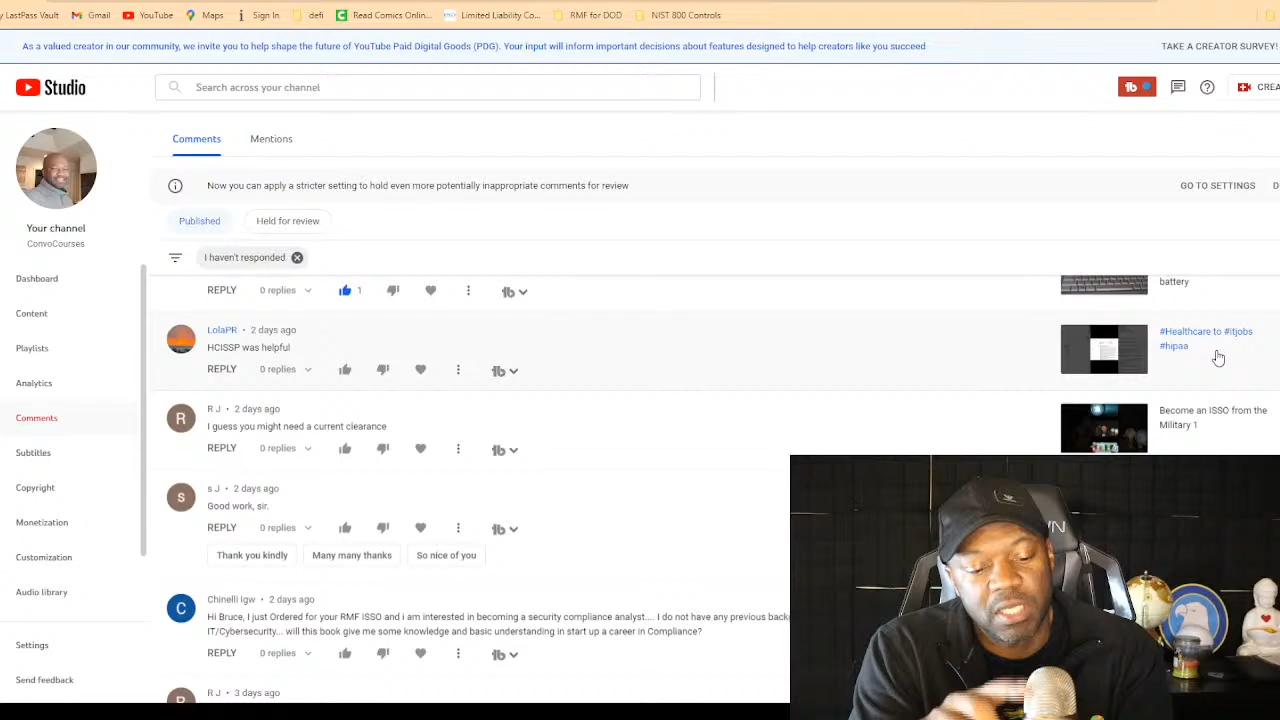 y LastPass Vault
Gmail
YouTube
Maps
Sign In
defi
Read Comics Onlin...
Limited Liability Co...
RMF for DOD
NIST 800 Controls
As a valued creator in our community, we invite you to help shape the future of YouTube Paid Digital Goods (PDG). Your input will inform important decisions about features designed to help creators like you succeed
TAKE A CREATOR SURVEY!
Studio
Search across your channel
CREA
Comments
Mentions
Now you can apply a stricter setting to hold even more potentially inappropriate comments for review
GO TO SETTINGS
D
Your channel
ConvoCourses
Published
Held for review
I haven't responded
Dashboard
Content
Playlists
Analytics
Comments
Subtitles
Copyright
Monetization
Customization
Audio library
Settings
Send feedback
REPLY
0 replies
1
battery
LolaPR • 2 days ago
HCISSP was helpful
REPLY
0 replies
#Healthcare to #itjobs
#hipaa
R
R J • 2 days ago
I guess you might need a current clearance
REPLY
0 replies
Become an ISSO from the
Military 1
s
s J • 2 days ago
Good work, sir.
REPLY
0 replies
Thank you kindly
Many many thanks
So nice of you
C
Chinelli Igw • 2 days ago
Hi Bruce, I just Ordered for your RMF ISSO and i am interested in becoming a security compliance analyst.... I do not have any previous back
IT/Cybersecurity... will this book give me some knowledge and basic understanding in start up a career in Compliance?
REPLY
0 replies
R J • 3 days ago